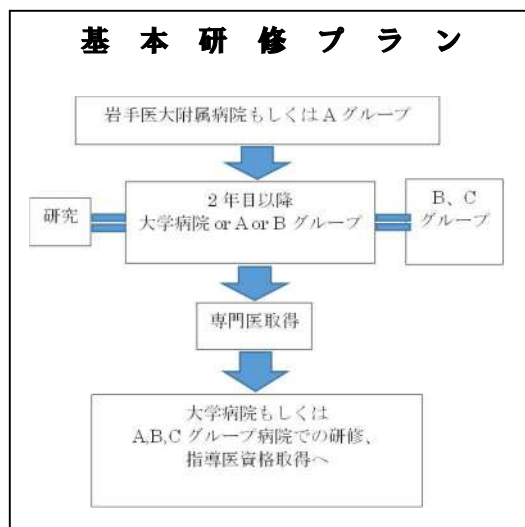 基本研修プラン
岩手医大附属病院もしくは A グループ
研究
2 年目以降
大学病院 or A or B グループ
B、C
グループ
専門医取得
大学病院もしくは
A,B,C グループ病院での研修、
指導医資格取得へ